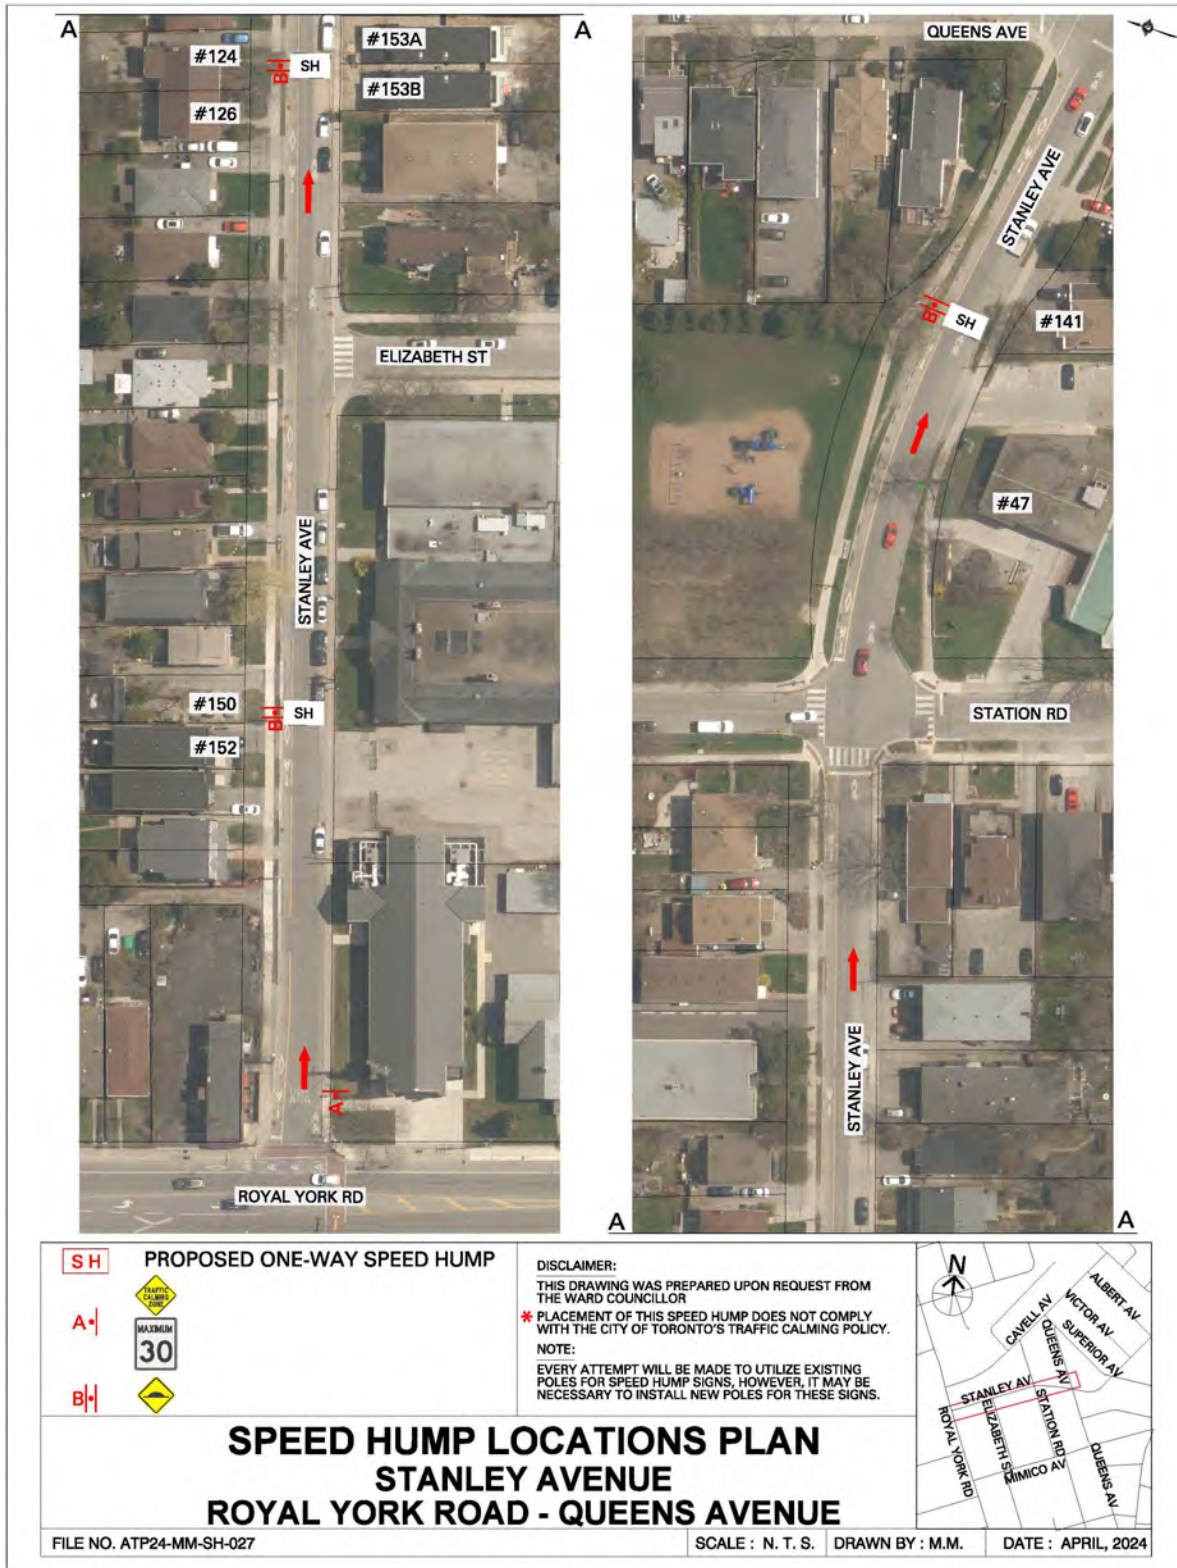 A
A
#124
SH
B
#153A
#153B
#126
ELIZABETH ST
STANLEY AVE
#150
SH
B
#152
A
ROYAL YORK RD
QUEENS AVE
STANLEY AVE
B
SH
#141
#47
STATION RD
STANLEY AVE
A
A
SH PROPOSED ONE-WAY SPEED HUMP
TRAFFIC
CALMING
ZONE
A
MAXIMUM
30
B
DISCLAIMER:
THIS DRAWING WAS PREPARED UPON REQUEST FROM
THE WARD COUNCILLOR
* PLACEMENT OF THIS SPEED HUMP DOES NOT COMPLY
WITH THE CITY OF TORONTO'S TRAFFIC CALMING POLICY.
NOTE:
EVERY ATTEMPT WILL BE MADE TO UTILIZE EXISTING
POLES FOR SPEED HUMP SIGNS, HOWEVER, IT MAY BE
NECESSARY TO INSTALL NEW POLES FOR THESE SIGNS.
N
ALBERT AV
VICTOR AV
CAVELL AV
SUPERIOR AV
QUEENS AV
STANLEY AV
STATION RD
ELIZABETH ST
ROYAL YORK RD
MIMICO AV
QUEENS AV
SPEED HUMP LOCATIONS PLAN
STANLEY AVENUE
ROYAL YORK ROAD - QUEENS AVENUE
FILE NO. ATP24-MM-SH-027
SCALE : N. T. S.
DRAWN BY : M.M.
DATE : APRIL, 2024